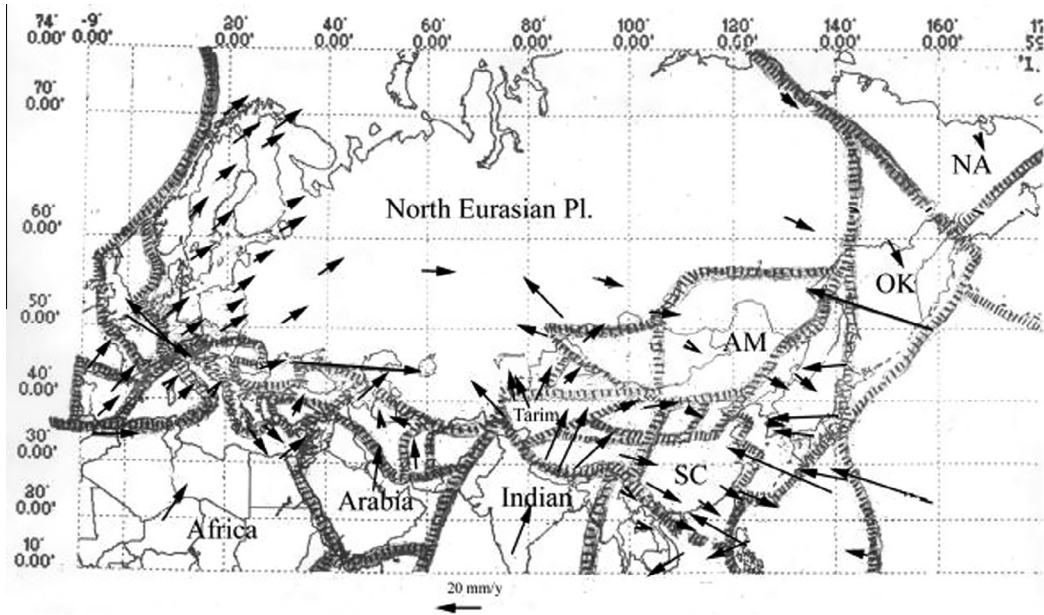 74° -9° 20° 40° 60° 80° 100° 120° 140° 160° 17
0.00' 0.00' 0.00' 0.00' 0.00' 0.00' 0.00' 0.00' 0.00' 0.00' 59
'1.
70°
0.00'
NA
North Eurasian Pl.
60°
0.00'
OK
50°
0.00'
AM
40°
0.00'
Tarim
30°
0.00'
SC
Arabia
Indian
20°
0.00'
Africa
10°
0.00'
20 mm/y